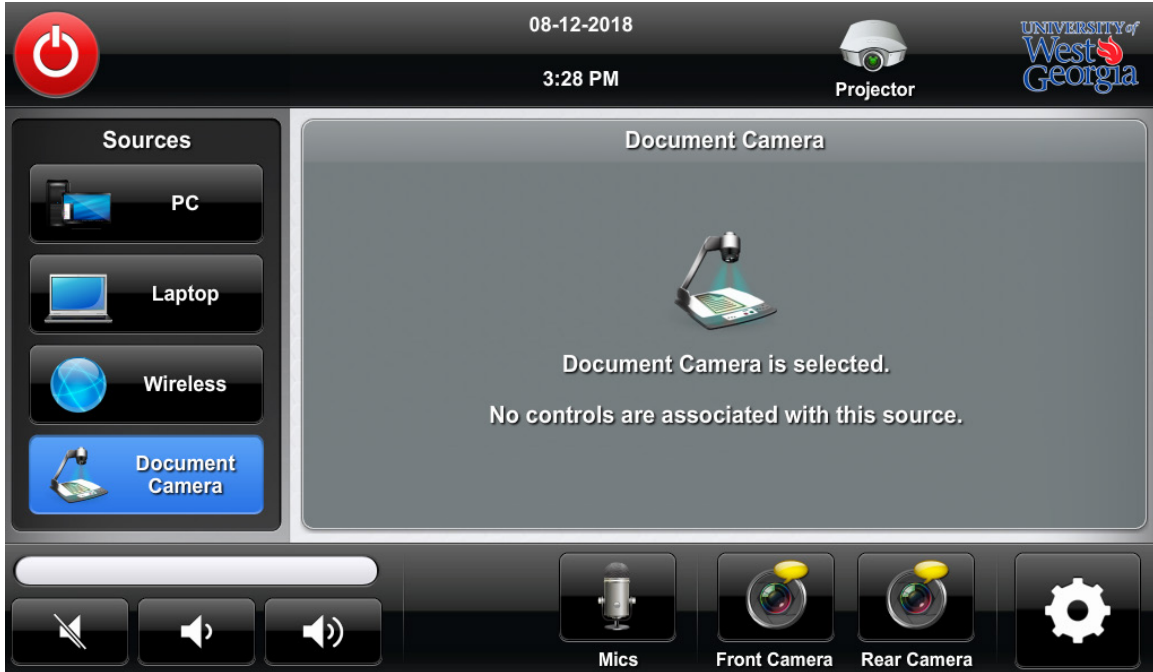 08-12-2018
3:28 PM
Projector
UNIVERSITY of
West
Georgia
Sources
PC
Laptop
Wireless
Document
Camera
Document Camera
Document Camera is selected.
No controls are associated with this source.
Mics
Front Camera
Rear Camera